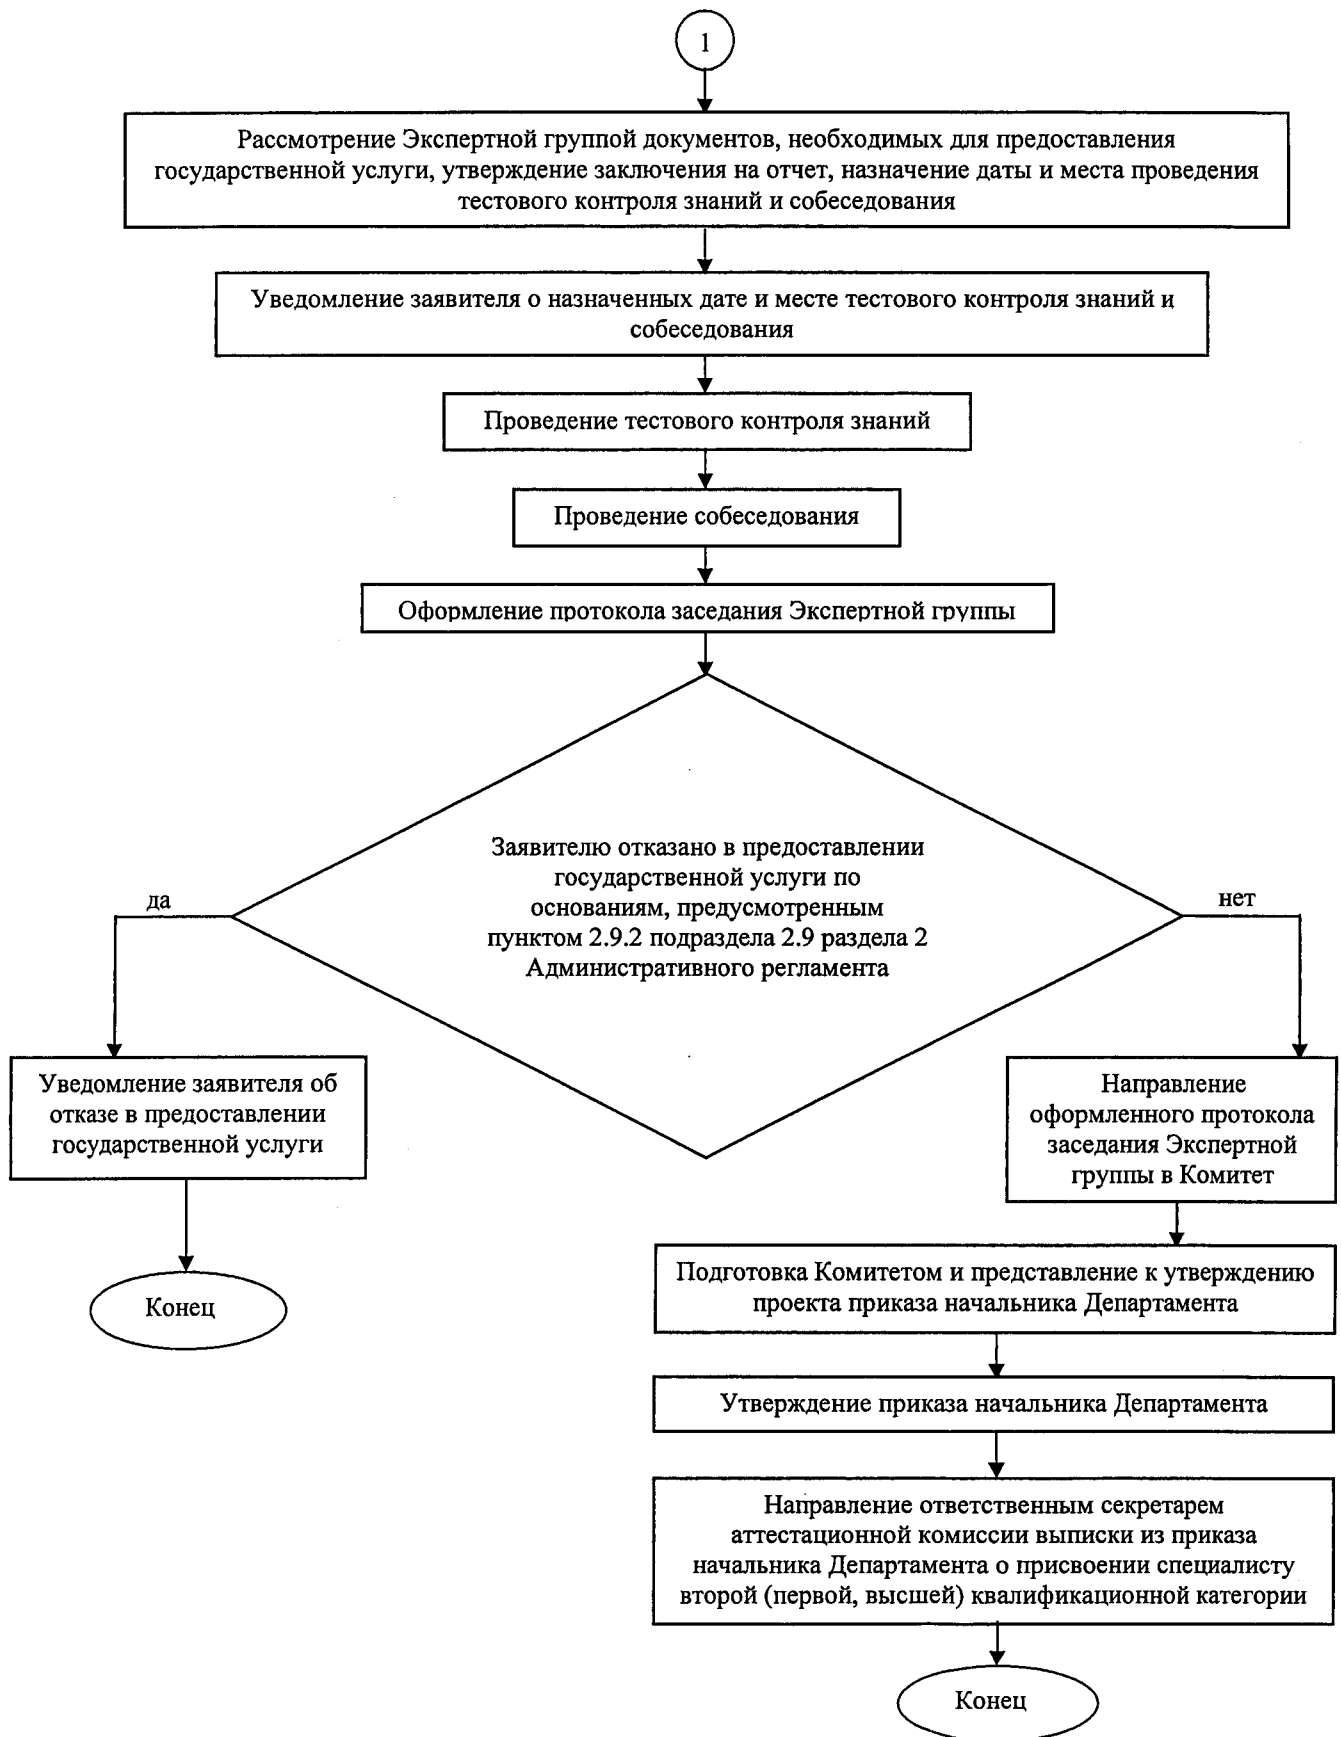 1
Рассмотрение Экспертной группой документов, необходимых для предоставления
государственной услуги, утверждение заключения на отчет, назначение даты и места проведения
тестового контроля знаний и собеседования
Уведомление заявителя о назначенных дате и месте тестового контроля знаний и
собеседования
Проведение тестового контроля знаний
Проведение собеседования
Оформление протокола заседания Экспертной группы
Заявителю отказано в предоставлении
государственной услуги по
основаниям, предусмотренным
пунктом 2.9.2 подраздела 2.9 раздела 2
Административного регламента
да
нет
Уведомление заявителя об
отказе в предоставлении
государственной услуги
Конец
Направление
оформленного протокола
заседания Экспертной
группы в Комитет
Подготовка Комитетом и представление к утверждению
проекта приказа начальника Департамента
Утверждение приказа начальника Департамента
Направление ответственным секретарем
аттестационной комиссии выписки из приказа
начальника Департамента о присвоении специалисту
второй (первой, высшей) квалификационной категории
Конец